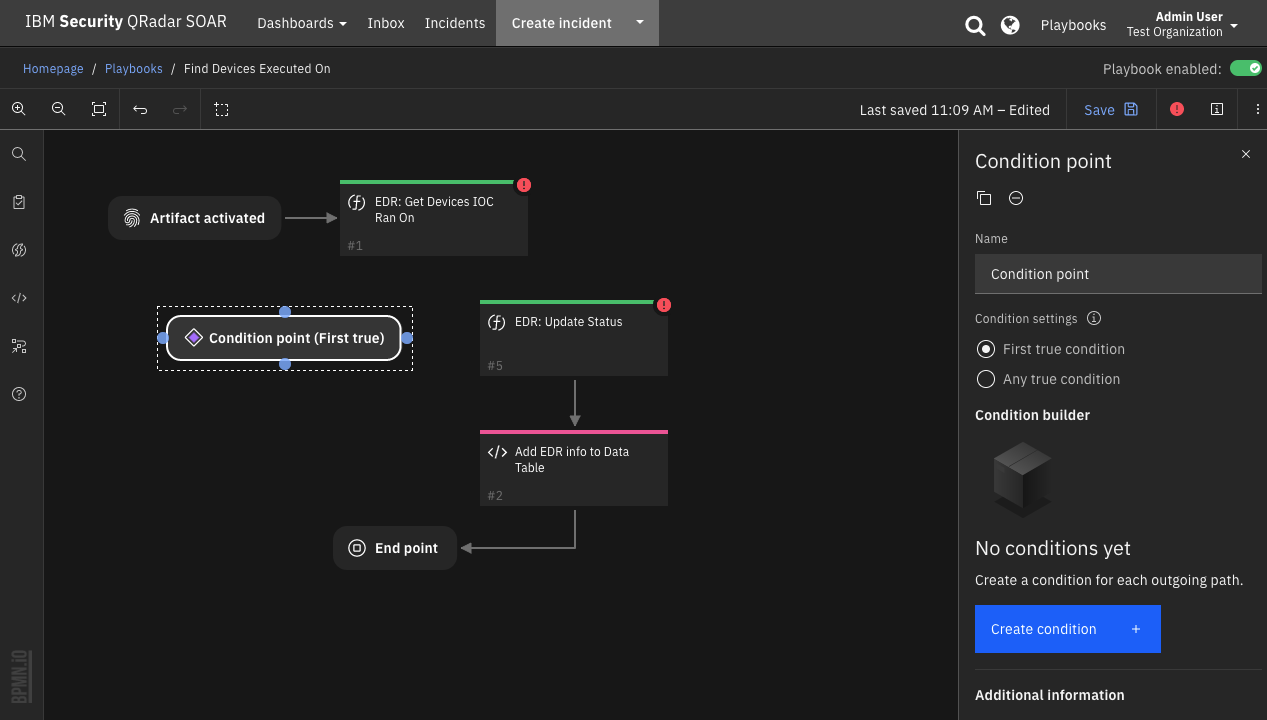 IBM Security QRadar SOAR
Dashboards
Inbox
Incidents
Create incident
Playbooks
Admin User
Test Organization
Homepage / Playbooks / Find Devices Executed On
Playbook enabled:
Last saved 11:09 AM – Edited
Save
Artifact activated
EDR: Get Devices IOC
Ran On
#1
Condition point (First true)
EDR: Update Status
#5
Add EDR info to Data
Table
#2
End point
BPMN.iO
Condition point
Name
Condition point
Condition settings
First true condition
Any true condition
Condition builder
No conditions yet
Create a condition for each outgoing path.
Create condition +
Additional information